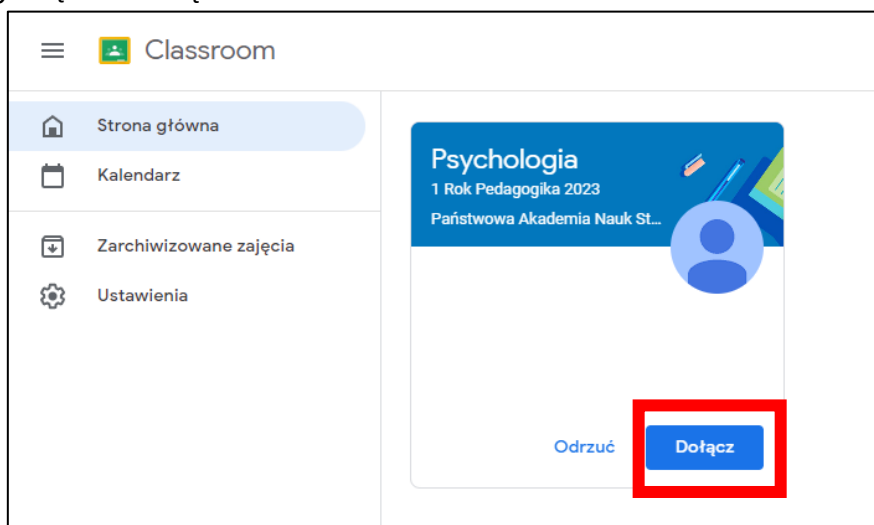 Classroom
Strona główna
Kalendarz
Zarchiwizowane zajęcia
Ustawienia
Psychologia
1 Rok Pedagogika 2023
Państwowa Akademia Nauk St...
Odrzuć Dołącz